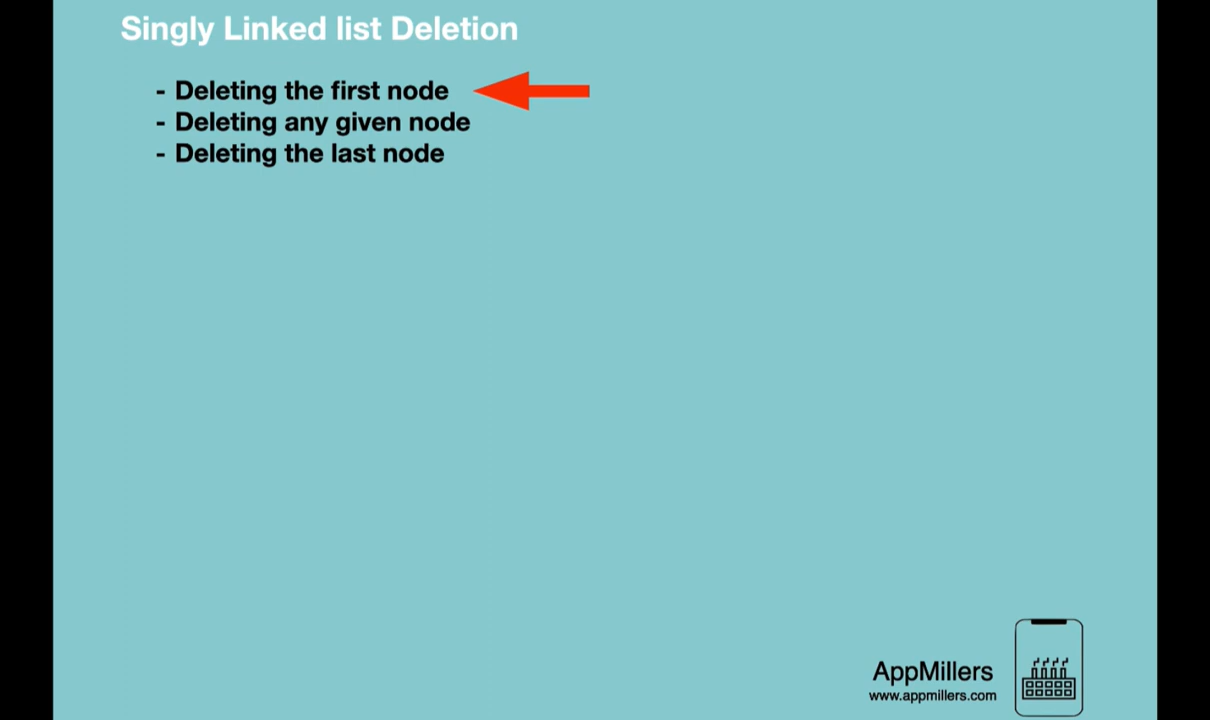 Singly Linked list Deletion
- Deleting the first node
- Deleting any given node
- Deleting the last node
AppMillers
www.appmillers.com